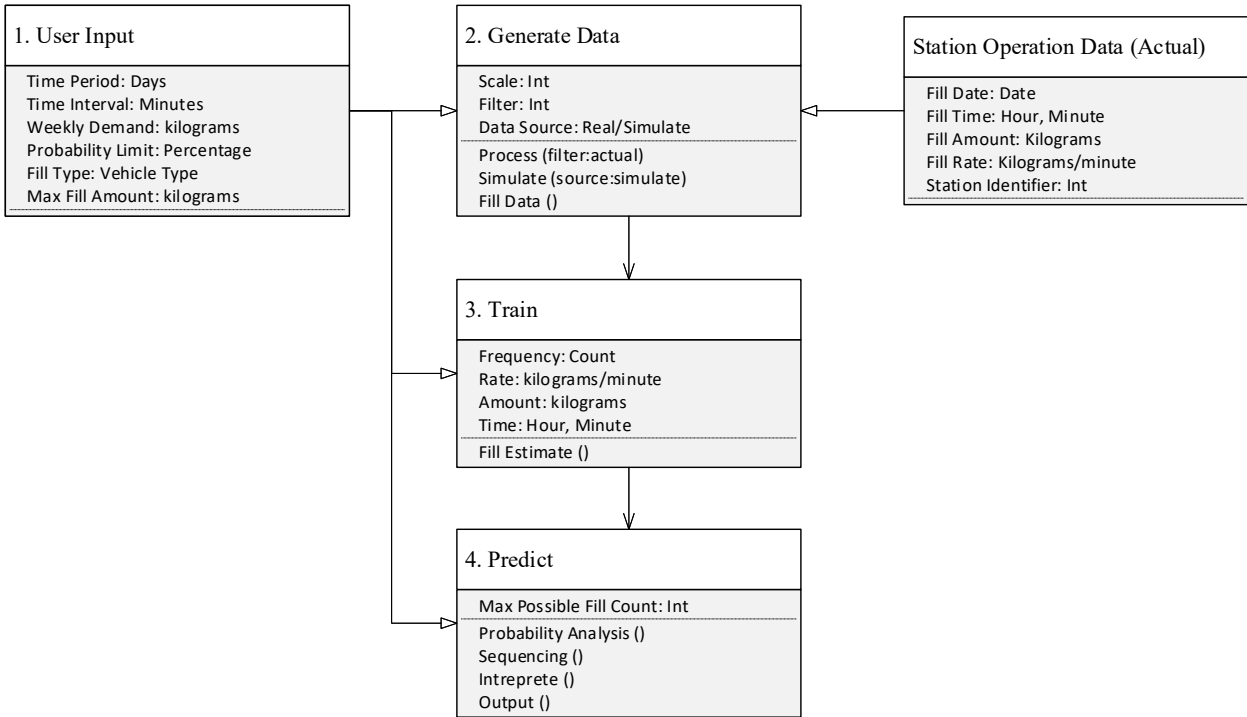 1. User Input
Time Period: Days
Time Interval: Minutes
Weekly Demand: kilograms
Probability Limit: Percentage
Fill Type: Vehicle Type
Max Fill Amount: kilograms
2. Generate Data
Scale: Int
Filter: Int
Data Source: Real/Simulate
Process (filter:actual)
Simulate (source:simulate)
Fill Data ()
Station Operation Data (Actual)
Fill Date: Date
Fill Time: Hour, Minute
Fill Amount: Kilograms
Fill Rate: Kilograms/minute
Station Identifier: Int
3. Train
Frequency: Count
Rate: kilograms/minute
Amount: kilograms
Time: Hour, Minute
Fill Estimate ()
4. Predict
Max Possible Fill Count: Int
Probability Analysis ()
Sequencing ()
Intreprete ()
Output ()